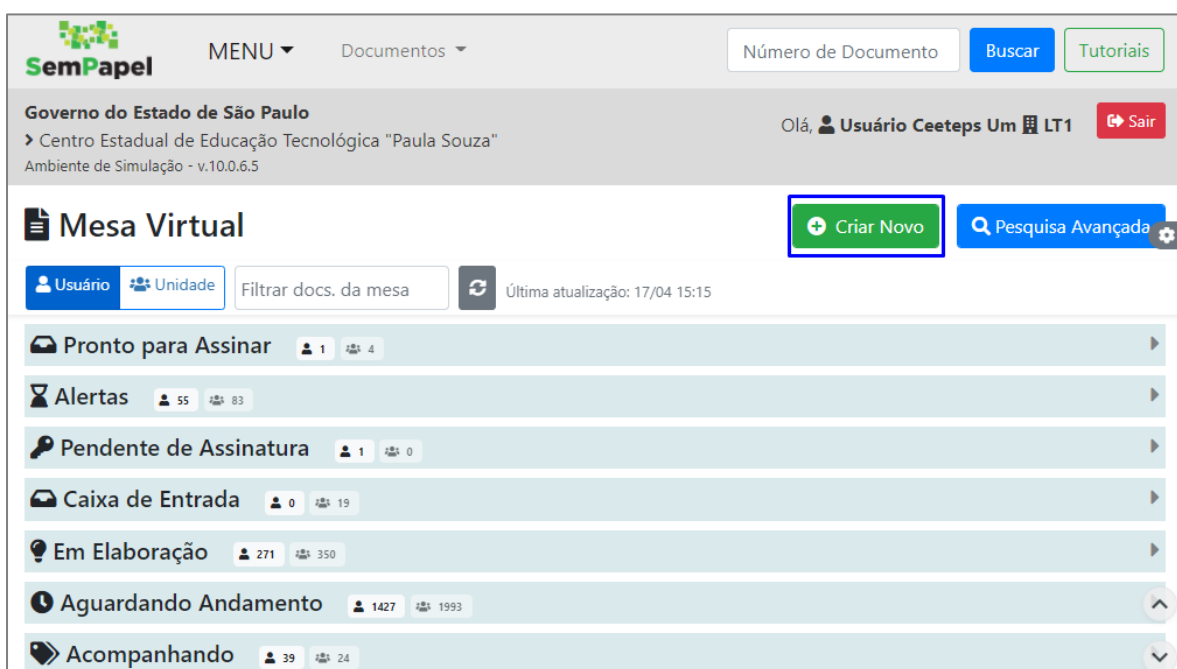 SemPapel
MENU
Documentos
Número de Documento
Buscar
Tutoriais
Governo do Estado de São Paulo
Centro Estadual de Educação Tecnológica "Paula Souza"
Ambiente de Simulação - v.10.0.6.5
Olá, Usuário Ceeteps Um LT1
Sair
Mesa Virtual
Criar Novo
Pesquisa Avançada
Usuário
Unidade
Filtrar docs. da mesa
Última atualização: 17/04 15:15
Pronto para Assinar 1 4
Alertas 55 83
Pendente de Assinatura 1 0
Caixa de Entrada 0 19
Em Elaboração 271 350
Aguardando Andamento 1427 1993
Acompanhando 39 24